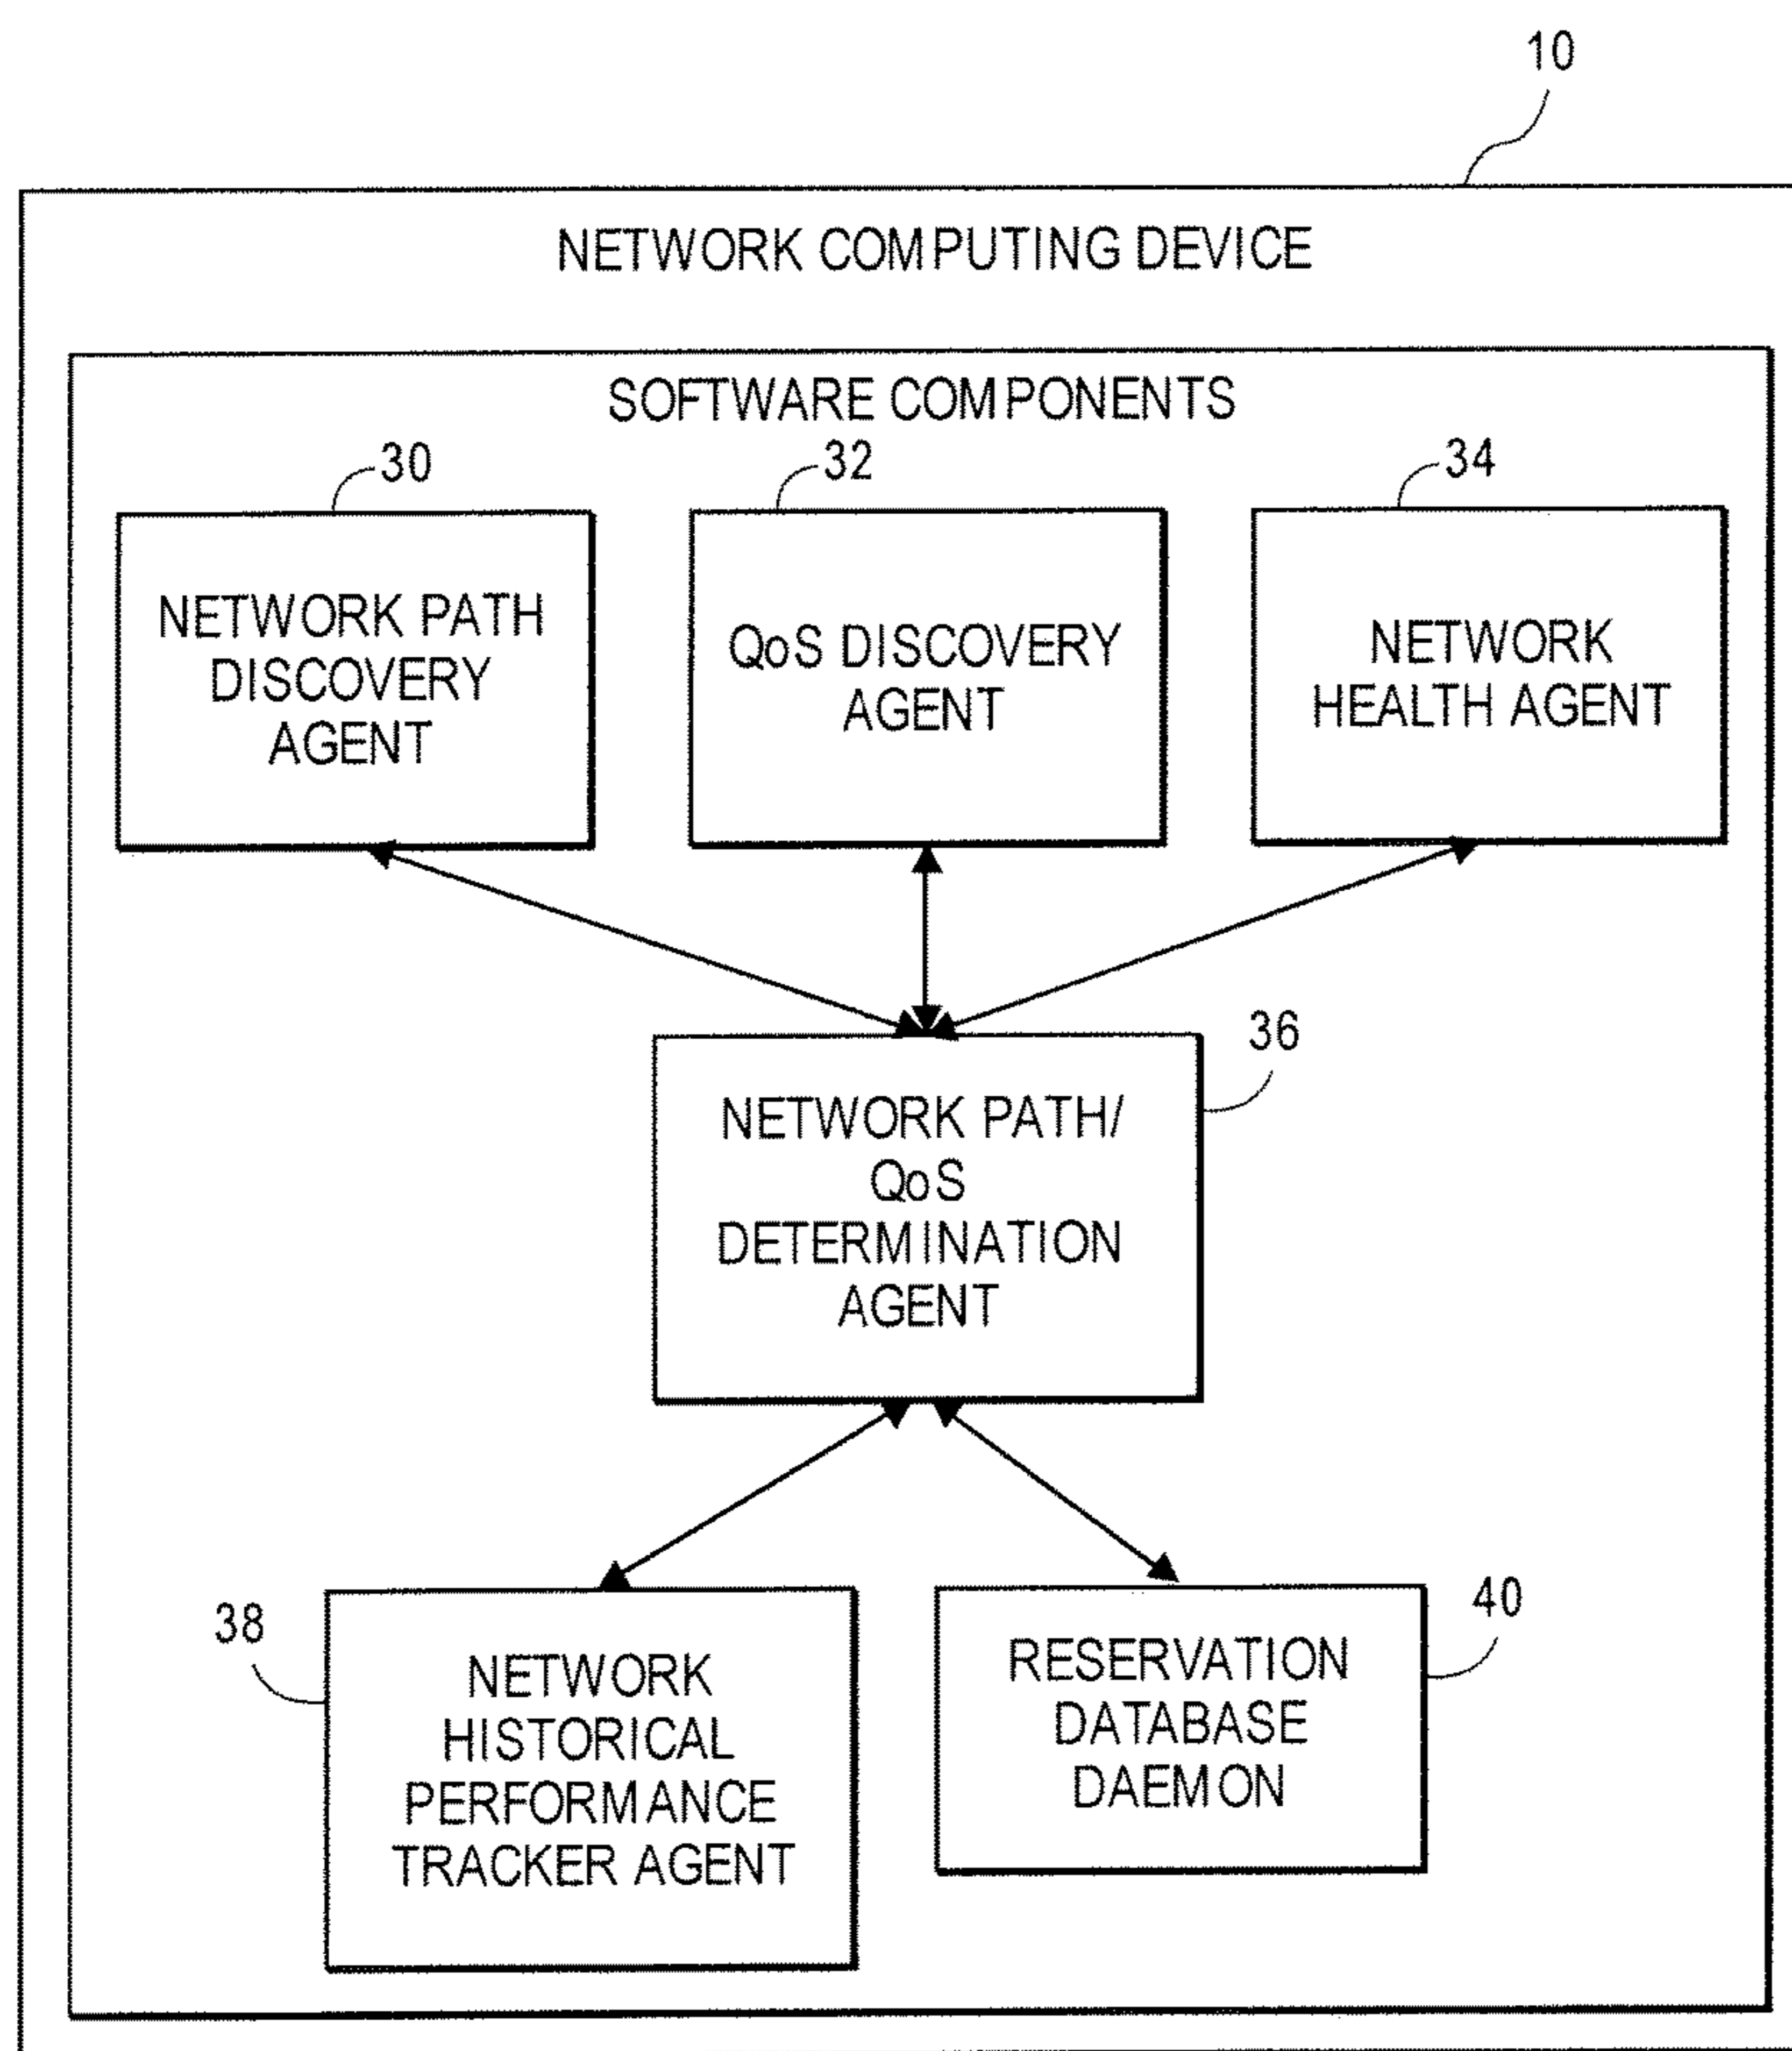 10
NETWORK COMPUTING DEVICE
SOFTWARE COMPONENTS
30
32
34
NETWORK PATH
DISCOVERY
AGENT
QoS DISCOVERY
AGENT
NETWORK
HEALTH AGENT
36
NETWORK PATH/
QoS
DETERMINATION
AGENT
38
NETWORK
HISTORICAL
PERFORMANCE
TRACKER AGENT
40
RESERVATION
DATABASE
DAEMON